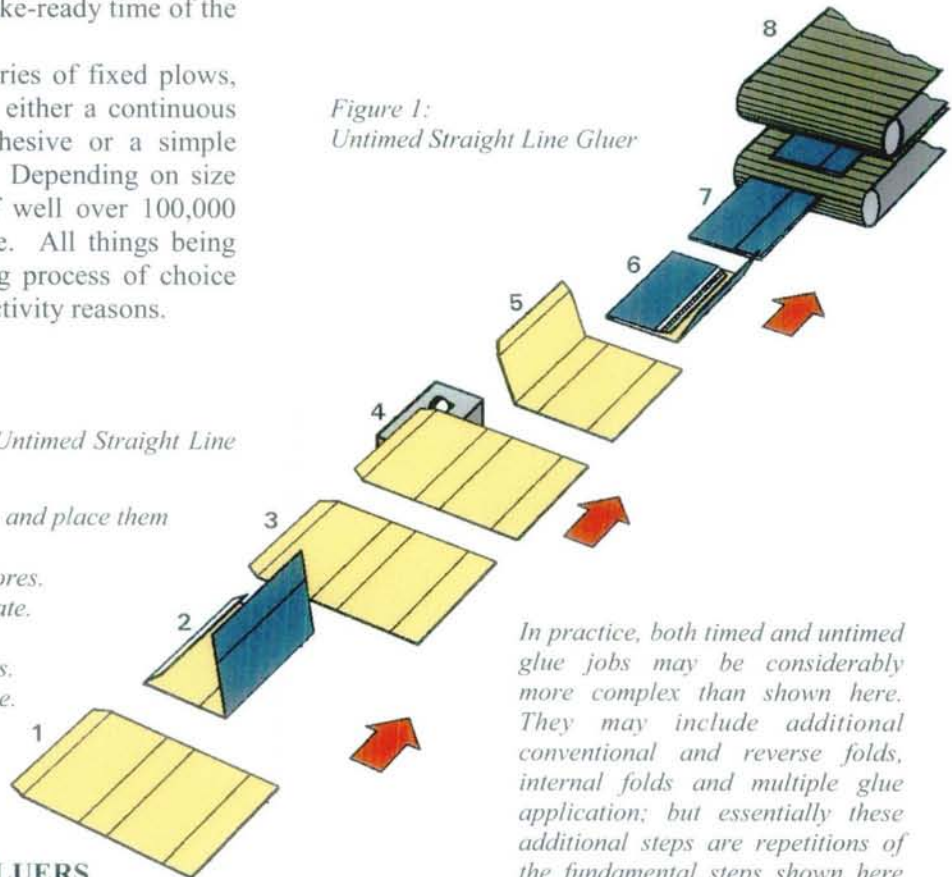 ke-ready time of the
ries of fixed plows,
either a continuous
hesive or a simple
Depending on size
f well over 100,000
e. All things being
g process of choice
ctivity reasons.
Figure 1:
Untimed Straight Line Gluer
Untimed Straight Line
and place them
ores.
ate.
s.
e.
8
7
6
5
4
3
2
1
LUERS
In practice, both timed and untimed
glue jobs may be considerably
more complex than shown here.
They may include additional
conventional and reverse folds,
internal folds and multiple glue
application; but essentially these
additional steps are repetitions of
the fundamental steps shown here